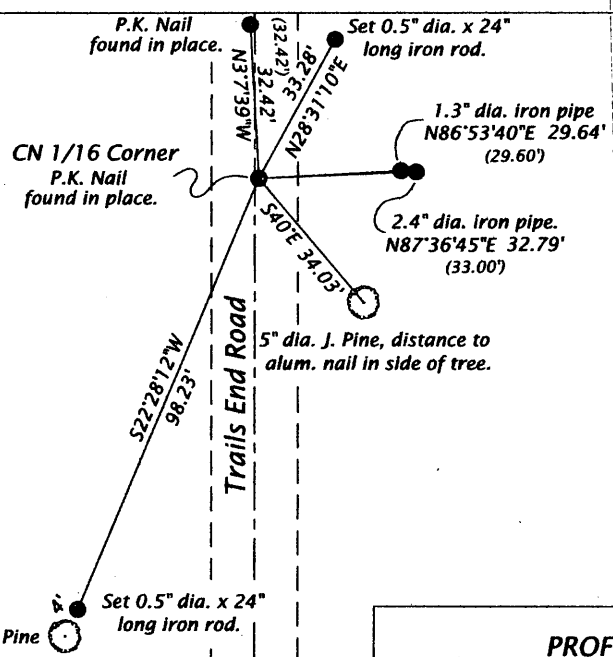 P.K. Nail
found in place.
(32.42')
32.42'
N3°7'39"W
33.28'
N28°31'10"E
Set 0.5" dia. x 24"
long iron rod.
1.3" dia. iron pipe
N86°53'40"E 29.64'
(29.60')
CN 1/16 Corner
P.K. Nail
found in place.
2.4" dia. iron pipe.
N87°36'45"E 32.79'
(33.00')
S40°E 34.03'
5" dia. J. Pine, distance to
alum. nail in side of tree.
S22°28'12"W
98.23'
Trails End Road
4'
Set 0.5" dia. x 24"
long iron rod.
Pine
PROF